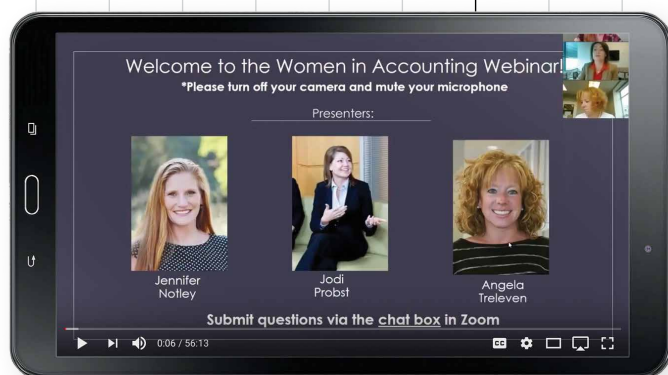 Welcome to the Women in Accounting Webinar!
*Please turn off your camera and mute your microphone
Presenters:
Jennifer
Notley
Jodi
Probst
Angela
Treleven
Submit questions via the chat box in Zoom
0:06 / 56:13
CC